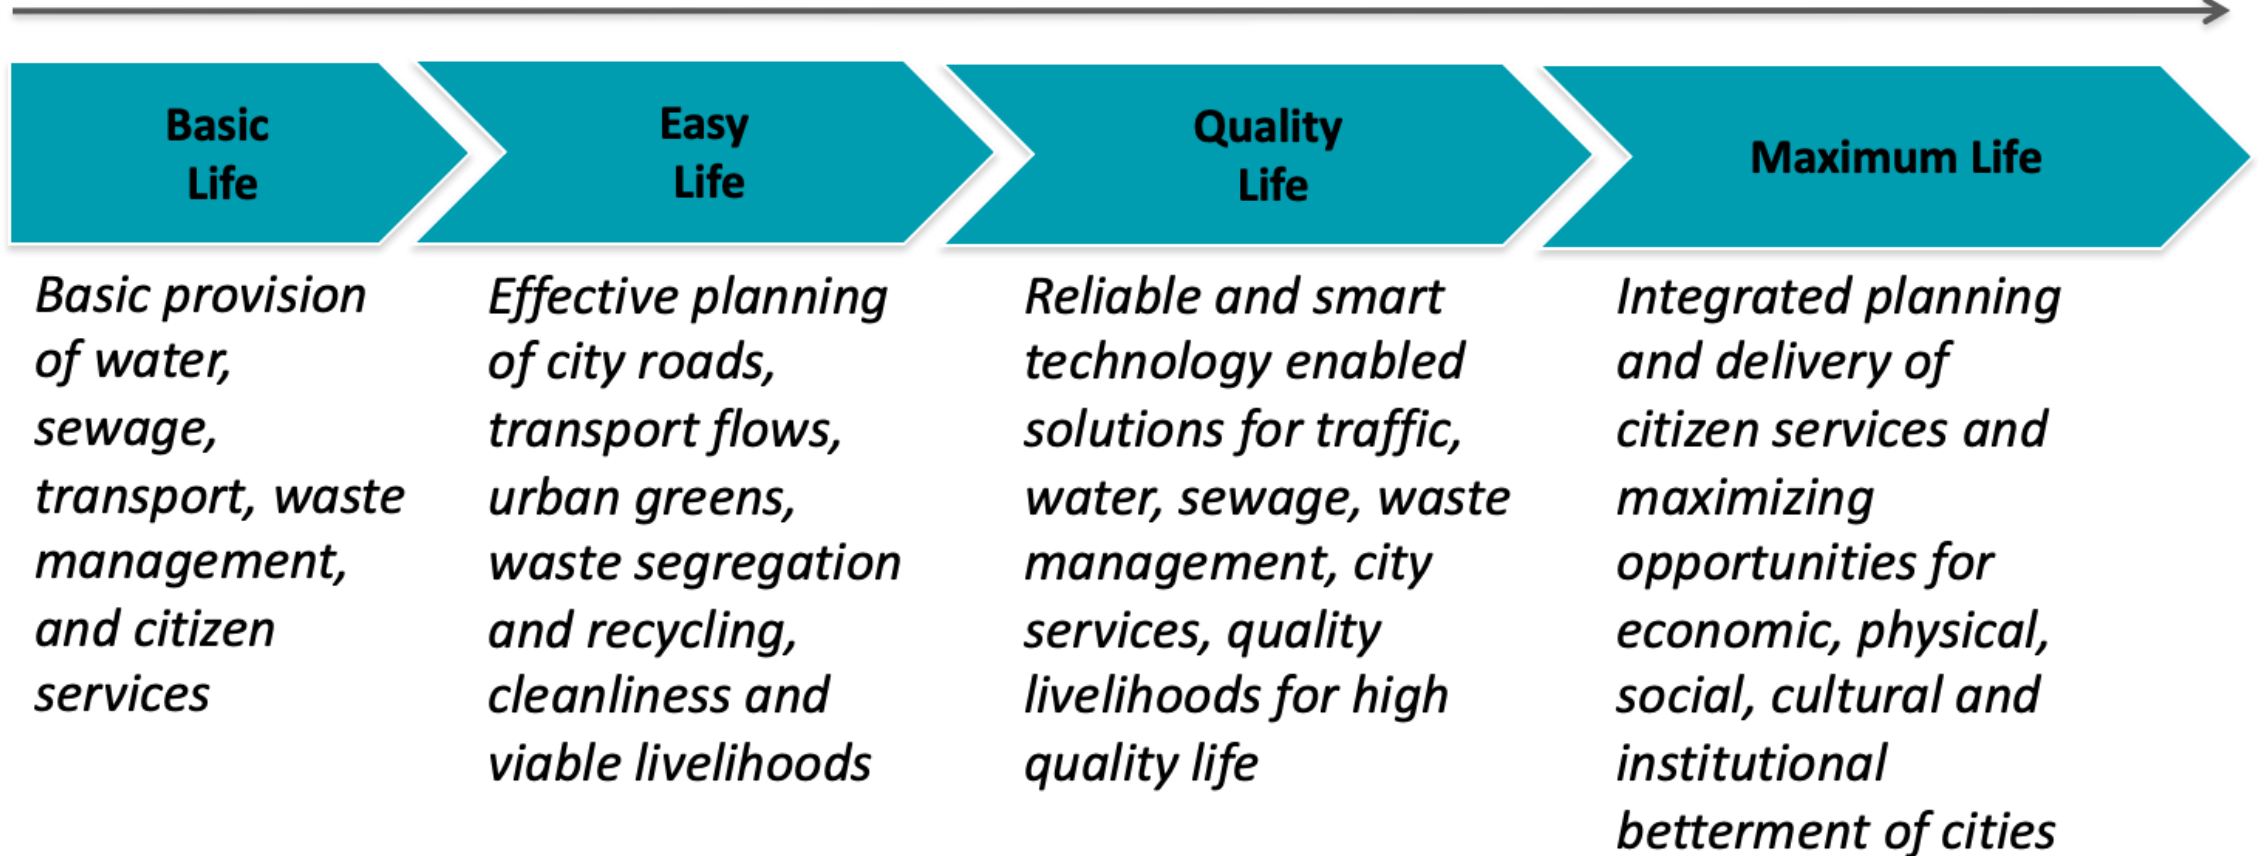 Basic
Life
Easy
Life
Quality
Life
Maximum Life
Basic provision
of water,
sewage,
transport, waste
management,
and citizen
services
Effective planning
of city roads,
transport flows,
urban greens,
waste segregation
and recycling,
cleanliness and
viable livelihoods
Reliable and smart
technology enabled
solutions for traffic,
water, sewage, waste
management, city
services, quality
livelihoods for high
quality life
Integrated planning
and delivery of
citizen services and
maximizing
opportunities for
economic, physical,
social, cultural and
institutional
betterment of cities